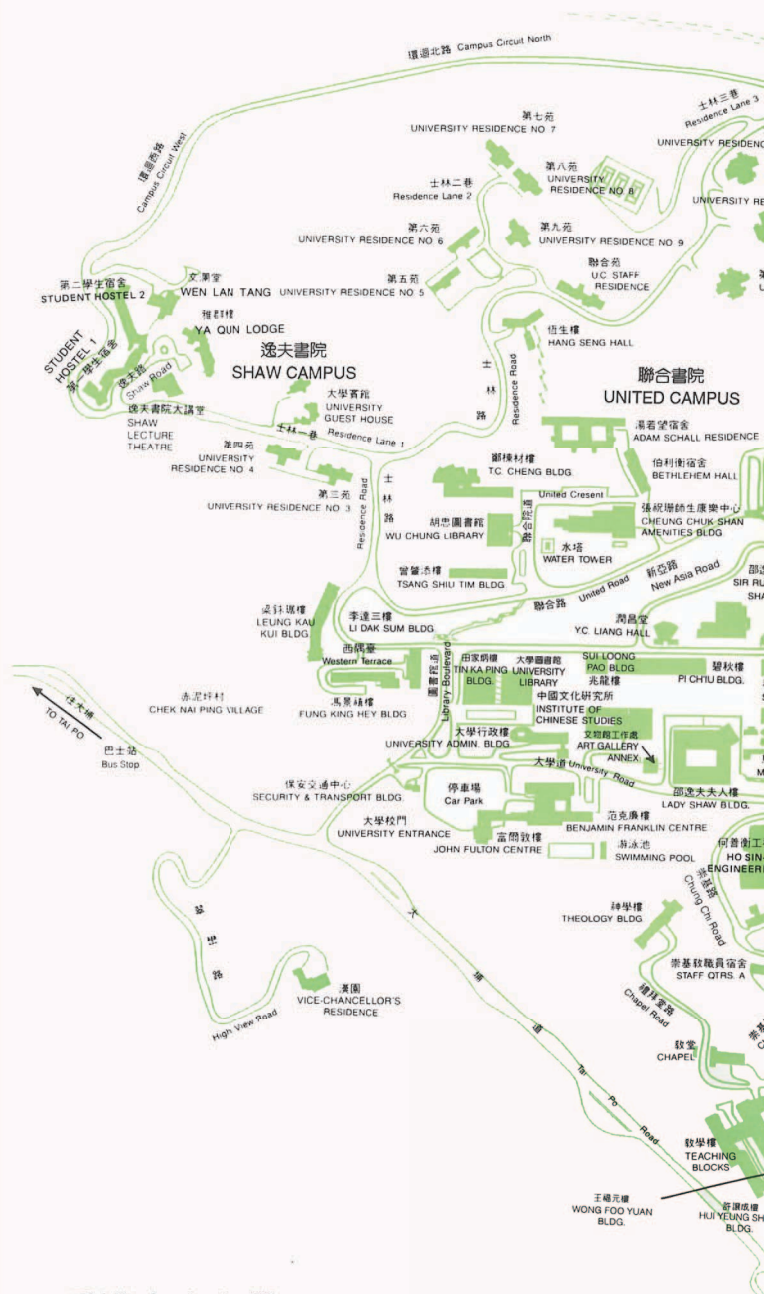 環迴北路 Campus Circuit North
士林三巷
Residence Lane 3
第七苑
UNIVERSITY RESIDENCE NO 7
環迴西路
Campus Circuit West
第八苑
UNIVERSITY
RESIDENCE NO 8
士林二巷
Residence Lane 2
第六苑
UNIVERSITY RESIDENCE NO 6
第九苑
UNIVERSITY RESIDENCE NO 9
聯合苑
U.C. STAFF
RESIDENCE
第五苑
UNIVERSITY RESIDENCE NO 5
第二學生宿舍
STUDENT HOSTEL 2
文瀾堂
WEN LAN TANG
雅群樓
YA QUN LODGE
STUDENT
HOSTEL 1
第一學生宿舍
逸夫路
Shaw Road
逸夫書院
SHAW CAMPUS
恆生樓
HANG SENG HALL
士林路
Residence Road
聯合書院
UNITED CAMPUS
逸夫書院大講堂
SHAW
LECTURE
THEATRE
大學賓館
UNIVERSITY
GUEST HOUSE
士林一巷 Residence Lane 1
UNIVERSITY
RESIDENCE NO 4
第三苑
UNIVERSITY RESIDENCE NO 3
士林路
Residence Road
湯若望宿舍
ADAM SCHALL RESIDENCE
伯利衡宿舍
BETHLEHEM HALL
鄭棟材樓
T.C. CHENG BLDG.
United Cresent
聯合院道
胡忠圖書館
WU CHUNG LIBRARY
張祝珊師生康樂中心
CHEUNG CHUK SHAN
AMENITIES BLDG
水塔
WATER TOWER
曾肇添樓
TSANG SHIU TIM BLDG
聯合路 United Road
新亞路
New Asia Road
梁銶琚樓
LEUNG KAU
KUI BLDG.
李達三樓
LI DAK SUM BLDG.
潤昌堂
Y.C. LIANG HALL
西隅臺
Western Terrace
圖書館道
Library Boulevard
田家炳樓
TIN KA PING
BLDG.
大學圖書館
UNIVERSITY
LIBRARY
SUI LOONG
PAO BLDG
兆龍樓
碧秋樓
PI CH'IU BLDG.
中國文化研究所
INSTITUTE OF
CHINESE STUDIES
馮景禧樓
FUNG KING HEY BLDG
大學行政樓
UNIVERSITY ADMIN. BLDG
文物館工作處
ART GALLERY
ANNEX
大學道 University Road
往大埔
TO TAI PO
赤泥坪村
CHEK NAI PING VILLAGE
巴士站
Bus Stop
保安交通中心
SECURITY & TRANSPORT BLDG.
停車場
Car Park
邵逸夫夫人樓
LADY SHAW BLDG.
大學校門
UNIVERSITY ENTRANCE
范克廉樓
BENJAMIN FRANKLIN CENTRE
富爾敦樓
JOHN FULTON CENTRE
游泳池
SWIMMING POOL
崇基路
Chung Chi Road
神學樓
THEOLOGY BLDG
崇基教職員宿舍
STAFF QTRS. A
禮拜堂路
Chapel Road
漢園
VICE-CHANCELLOR'S
RESIDENCE
High View Road
大埔道 Tai Po Road
教堂
CHAPEL
教學樓
TEACHING
BLOCKS
王福元樓
WONG FOO YUAN
BLDG.
許讓成樓
HUI YEUNG SH
BLDG.